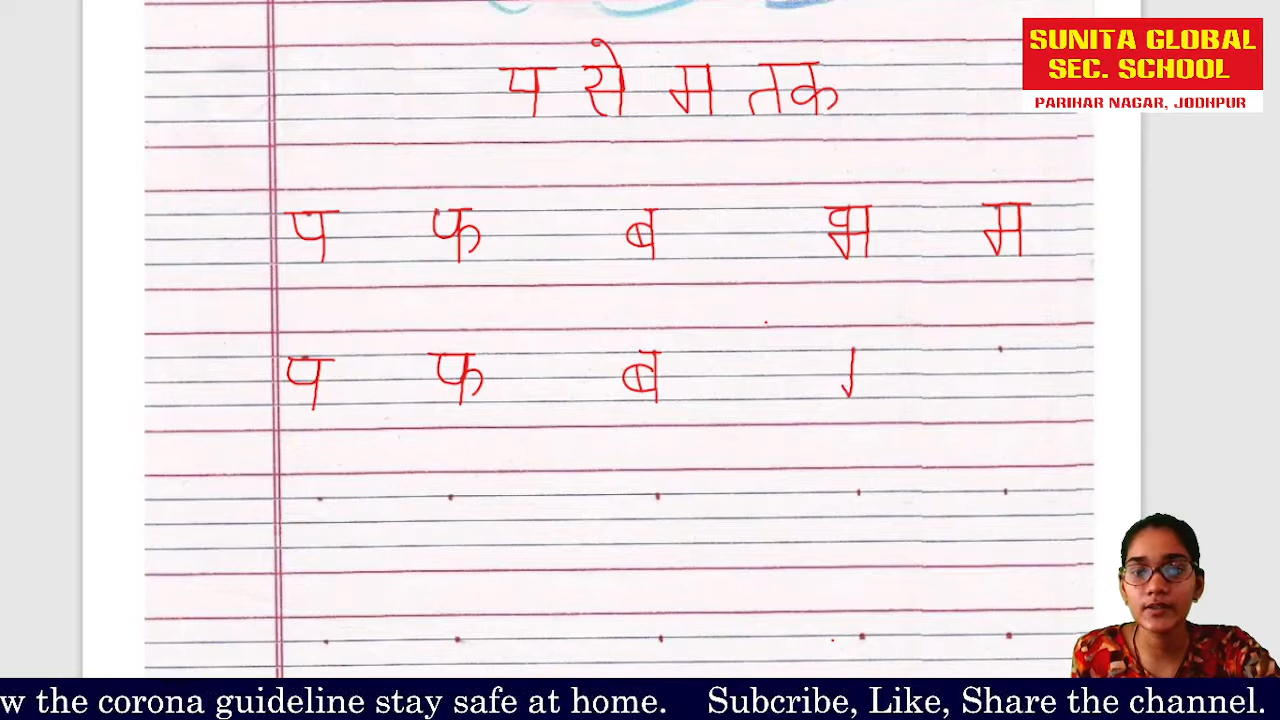 SUNITA GLOBAL
SEC. SCHOOL
PARIHAR NAGAR, JODHPUR
प से म तक
प फ ब भ म
प फ ब
w the corona guideline stay safe at home. Subcribe, Like, Share the channel.